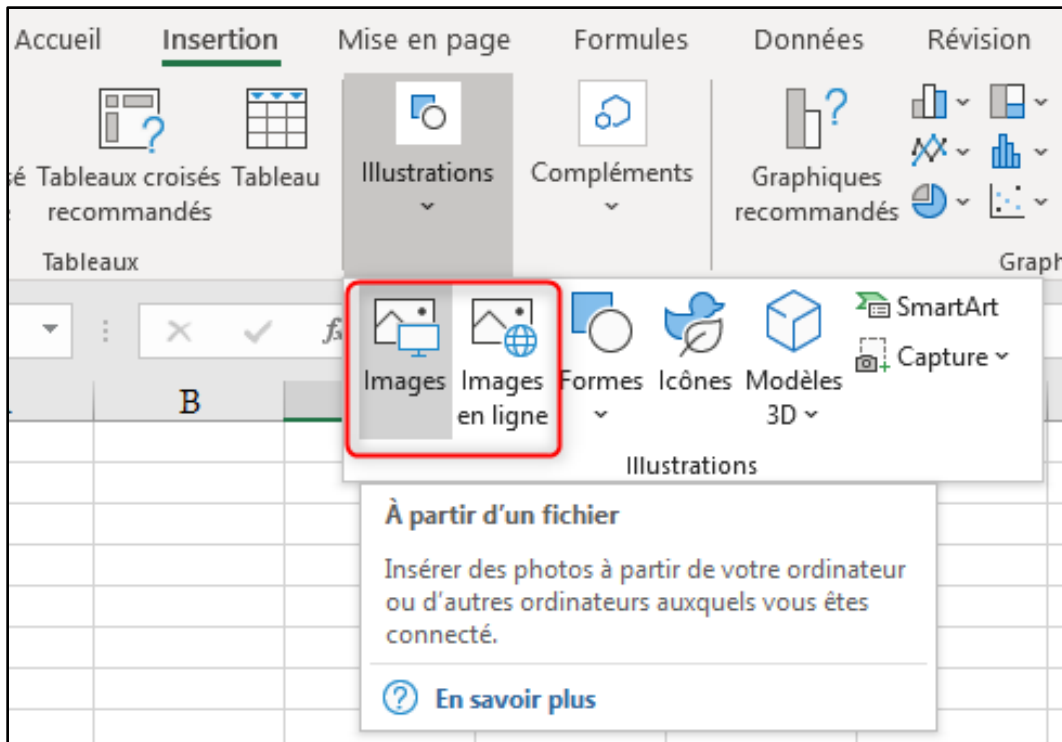 Accueil Insertion Mise en page Formules Données Révision
Tableaux croisés Tableau Illustrations Compléments Graphiques
recommandés recommandés
Tableaux
SmartArt
Capture
Images Images Formes Icônes Modèles
en ligne 3D
Illustrations
B
À partir d'un fichier
Insérer des photos à partir de votre ordinateur
ou d'autres ordinateurs auxquels vous êtes
connecté.
En savoir plus